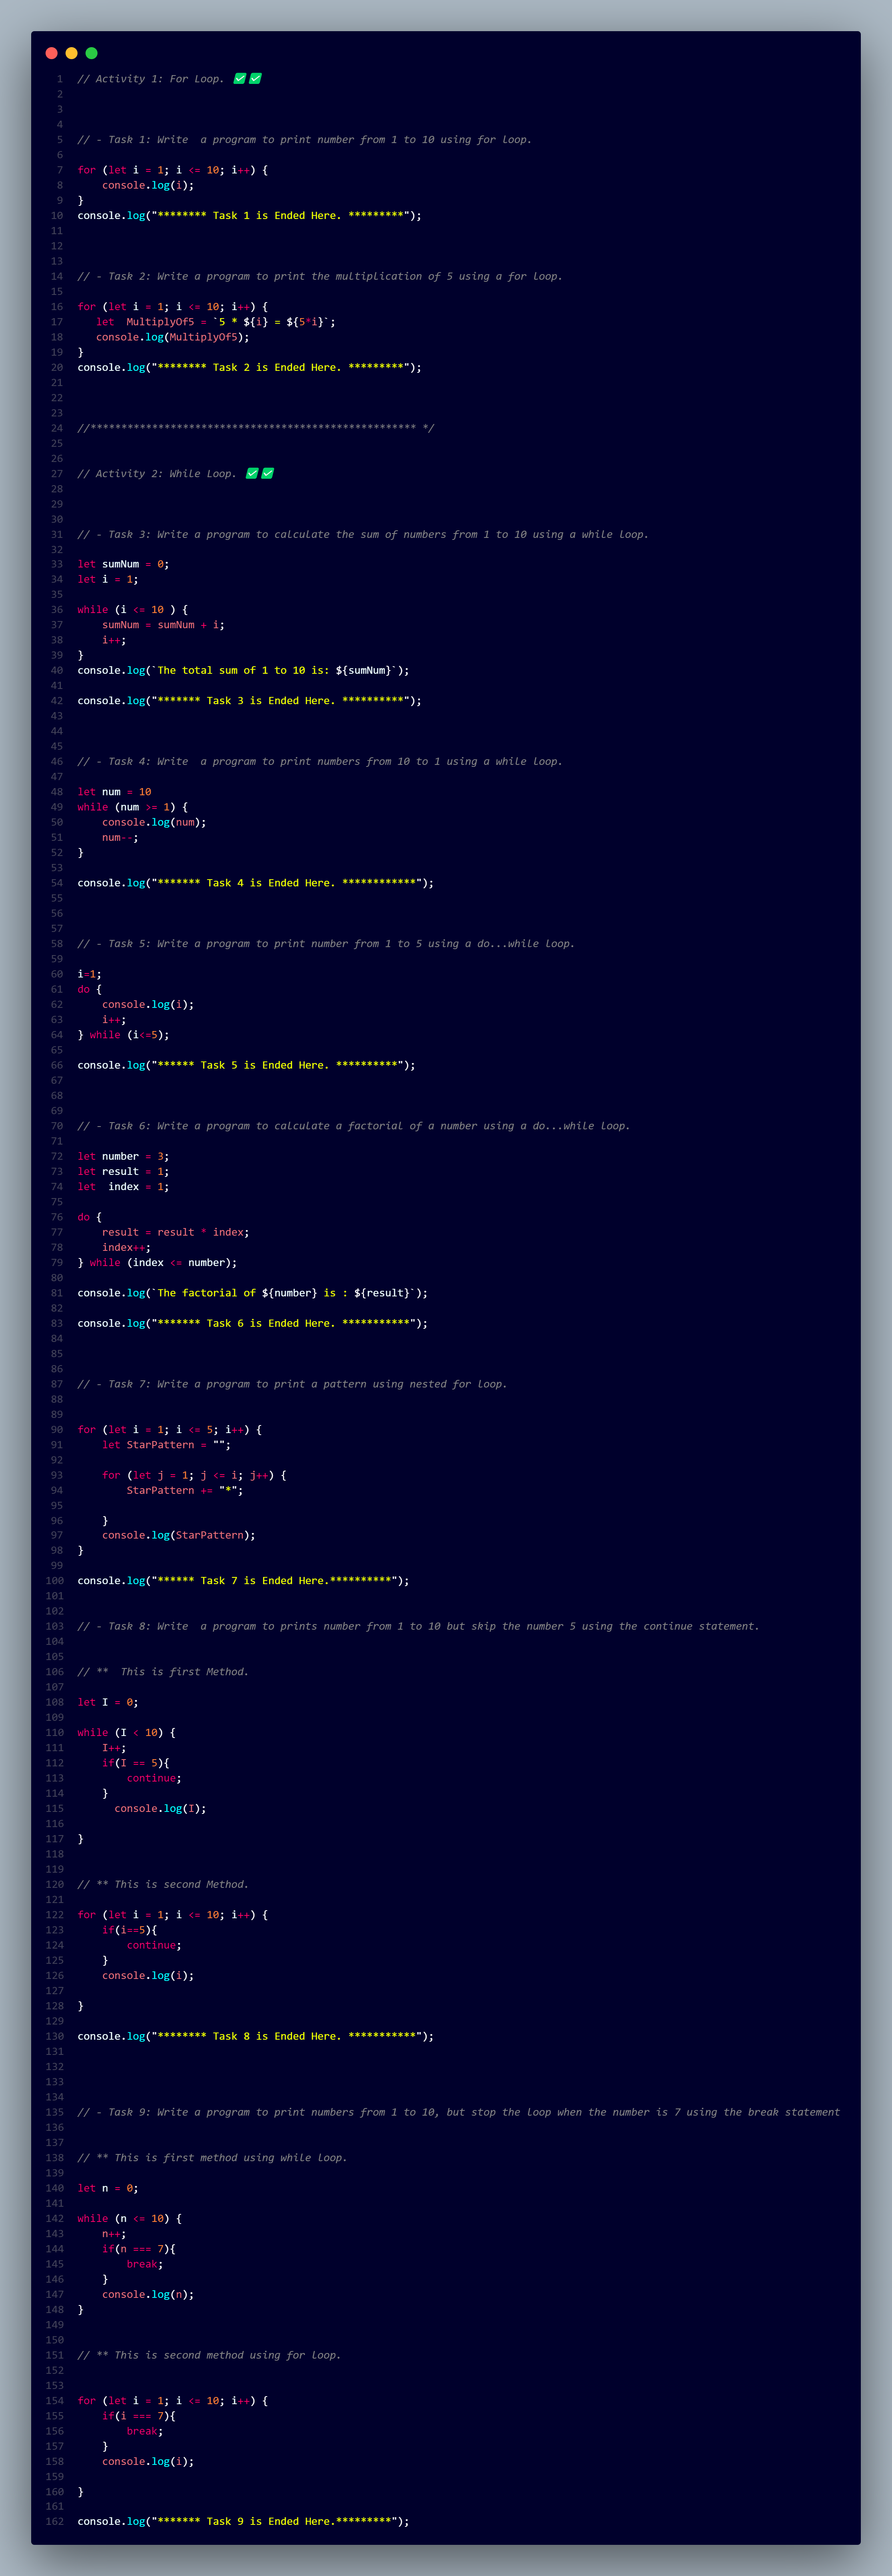 1 // Activity 1: For Loop. ✅✅
2
3
4
5 // - Task 1: Write  a program to print number from 1 to 10 using for loop.
6
7 for (let i = 1; i <= 10; i++) {
8     console.log(i);
9 }
10 console.log("******** Task 1 is Ended Here. *********");
11
12
13
14 // - Task 2: Write a program to print the multiplication of 5 using a for loop.
15
16 for (let i = 1; i <= 10; i++) {
17    let  MultiplyOf5 = `5 * ${i} = ${5*i}`;
18    console.log(MultiplyOf5);
19 }
20 console.log("******** Task 2 is Ended Here. *********");
21
22
23
24 //***************************************************** */
25
26
27 // Activity 2: While Loop. ✅✅
28
29
30
31 // - Task 3: Write a program to calculate the sum of numbers from 1 to 10 using a while loop.
32
33 let sumNum = 0;
34 let i = 1;
35
36 while (i <= 10 ) {
37     sumNum = sumNum + i;
38     i++;
39 }
40 console.log(`The total sum of 1 to 10 is: ${sumNum}`);
41
42 console.log("******* Task 3 is Ended Here. **********");
43
44
45
46 // - Task 4: Write  a program to print numbers from 10 to 1 using a while loop.
47
48 let num = 10
49 while (num >= 1) {
50     console.log(num);
51     num--;
52 }
53
54 console.log("******* Task 4 is Ended Here. ************");
55
56
57
58 // - Task 5: Write a program to print number from 1 to 5 using a do...while loop.
59
60 i=1;
61 do {
62     console.log(i);
63     i++;
64 } while (i<=5);
65
66 console.log("****** Task 5 is Ended Here. **********");
67
68
69
70 // - Task 6: Write a program to calculate a factorial of a number using a do...while loop.
71
72 let number = 3;
73 let result = 1;
74 let  index = 1;
75
76 do {
77     result = result * index;
78     index++;
79 } while (index <= number);
80
81 console.log(`The factorial of ${number} is : ${result}`);
82
83 console.log("******* Task 6 is Ended Here. ***********");
84
85
86
87 // - Task 7: Write a program to print a pattern using nested for loop.
88
89
90 for (let i = 1; i <= 5; i++) {
91     let StarPattern = "";
92
93     for (let j = 1; j <= i; j++) {
94         StarPattern += "*";
95
96     }
97     console.log(StarPattern);
98 }
99
100 console.log("****** Task 7 is Ended Here.**********");
101
102
103 // - Task 8: Write  a program to prints number from 1 to 10 but skip the number 5 using the continue statement.
104
105
106 // **  This is first Method.
107
108 let I = 0;
109
110 while (I < 10) {
111     I++;
112     if(I == 5){
113         continue;
114     }
115       console.log(I);
116
117 }
118
119
120 // ** This is second Method.
121
122 for (let i = 1; i <= 10; i++) {
123     if(i==5){
124         continue;
125     }
126     console.log(i);
127
128 }
129
130 console.log("******** Task 8 is Ended Here. ***********");
131
132
133
134
135 // - Task 9: Write a program to print numbers from 1 to 10, but stop the loop when the number is 7 using the break statement
136
137
138 // ** This is first method using while loop.
139
140 let n = 0;
141
142 while (n <= 10) {
143     n++;
144     if(n === 7){
145         break;
146     }
147     console.log(n);
148 }
149
150
151 // ** This is second method using for loop.
152
153
154 for (let i = 1; i <= 10; i++) {
155     if(i === 7){
156         break;
157     }
158     console.log(i);
159
160 }
161
162 console.log("******* Task 9 is Ended Here.*********");